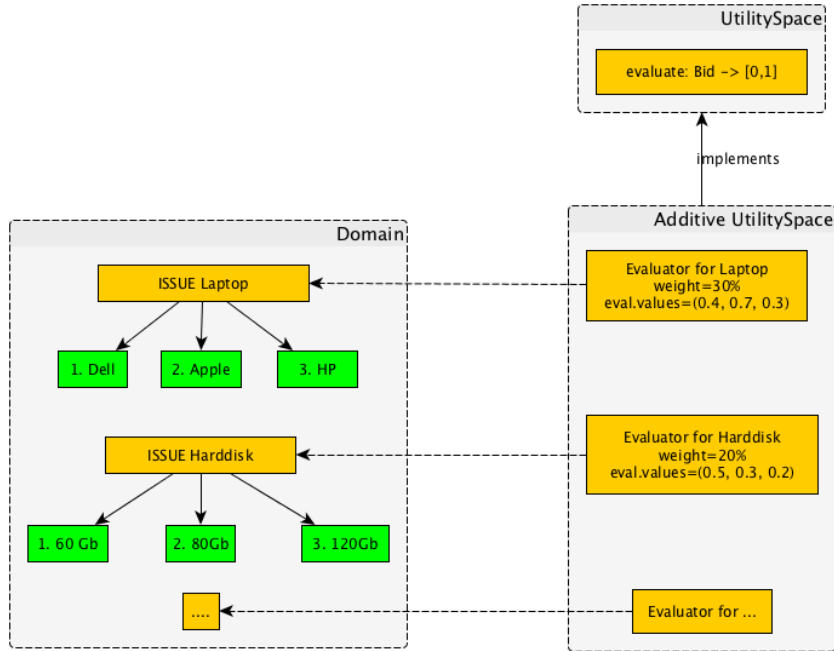 UtilitySpace
evaluate: Bid -> [0,1]
implements
Domain
Additive UtilitySpace
ISSUE Laptop
Evaluator for Laptop
weight=30%
eval.values=(0.4, 0.7, 0.3)
1. Dell
2. Apple
3. HP
ISSUE Harddisk
Evaluator for Harddisk
weight=20%
eval.values=(0.5, 0.3, 0.2)
1. 60 Gb
2. 80Gb
3. 120Gb
....
Evaluator for ...